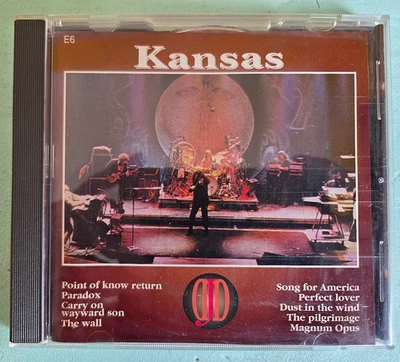 E6
Kansas
Point of know return
Paradox
Carry on
wayward son
The wall
Song for America
Perfect lover
Dust in the wind
The pilgrimage
Magnum Opus